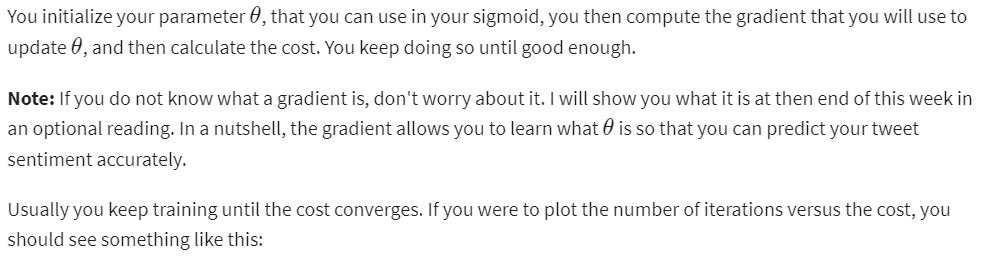 You initialize your parameter θ, that you can use in your sigmoid, you then compute the gradient that you will use to
update θ, and then calculate the cost. You keep doing so until good enough.
Note: If you do not know what a gradient is, don't worry about it. I will show you what it is at then end of this week in
an optional reading. In a nutshell, the gradient allows you to learn what θ is so that you can predict your tweet
sentiment accurately.
Usually you keep training until the cost converges. If you were to plot the number of iterations versus the cost, you
should see something like this: